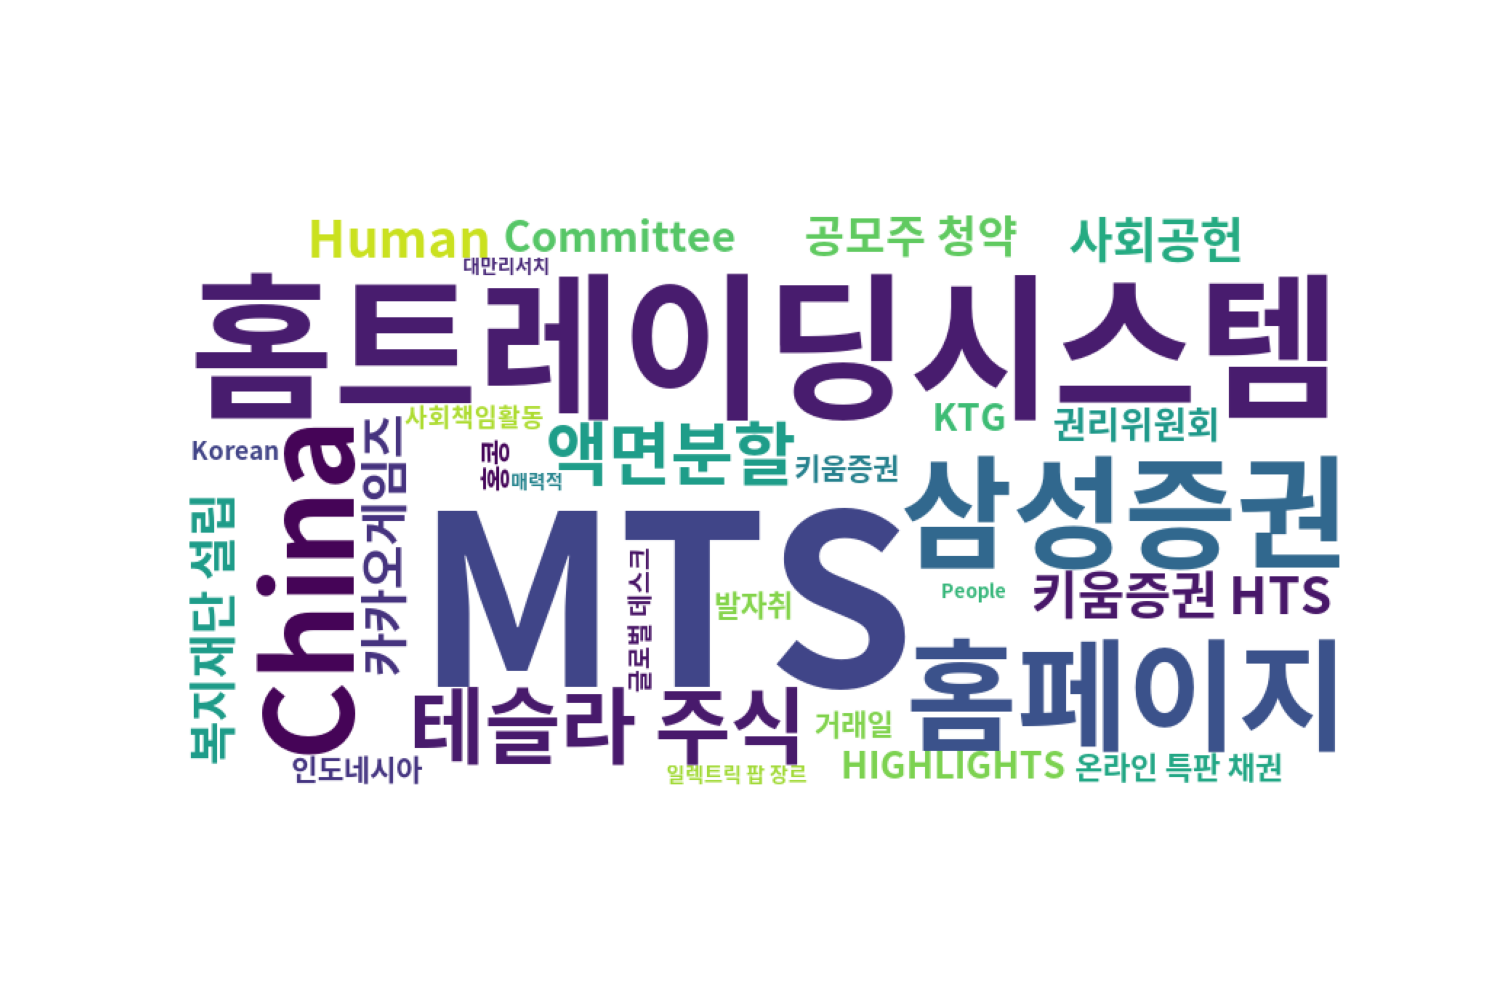 Human
Committee
공모주 청약
사회공헌
대만리서치
홈트레이딩시스템
사회책임활동
KTG
권리위원회
Korean
China
카카오게임즈
홍콩
액면분할
매력적
키움증권
삼성증권
복지재단 설립
MTS
글로벌 데스크
발자취
People
키움증권 HTS
홈페이지
테슬라 주식
거래일
인도네시아
일렉트릭 팝 장르
HIGHLIGHTS
온라인 특판 채권